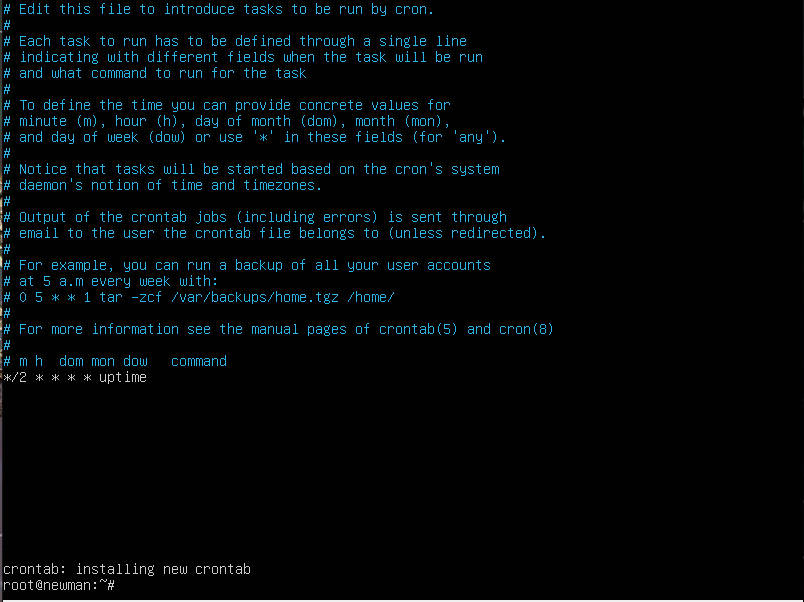 # Edit this file to introduce tasks to be run by cron.
#
# Each task to run has to be defined through a single line
# indicating with different fields when the task will be run
# and what command to run for the task
#
# To define the time you can provide concrete values for
# minute (m), hour (h), day of month (dom), month (mon),
# and day of week (dow) or use '*' in these fields (for 'any').
#
# Notice that tasks will be started based on the cron's system
# daemon's notion of time and timezones.
#
# Output of the crontab jobs (including errors) is sent through
# email to the user the crontab file belongs to (unless redirected).
#
# For example, you can run a backup of all your user accounts
# at 5 a.m every week with:
# 0 5 * * 1 tar -zcf /var/backups/home.tgz /home/
#
# For more information see the manual pages of crontab(5) and cron(8)
#
# m h  dom mon dow   command
*/2 * * * * uptime
crontab: installing new crontab
root@newman:~#